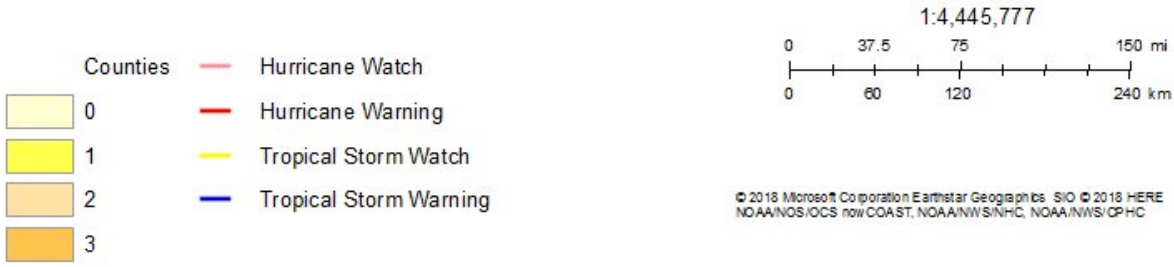 Counties
0
1
2
3
Hurricane Watch
Hurricane Warning
Tropical Storm Watch
Tropical Storm Warning
1:4,445,777
0 37.5 75 150 mi
0 60 120 240 km
© 2018 Microsoft Corporation Earthstar Geographics SIO © 2018 HERE
NOAA/NOS/OCS nowCOAST, NOAA/NWS/NHC, NOAA/NWS/CPHC